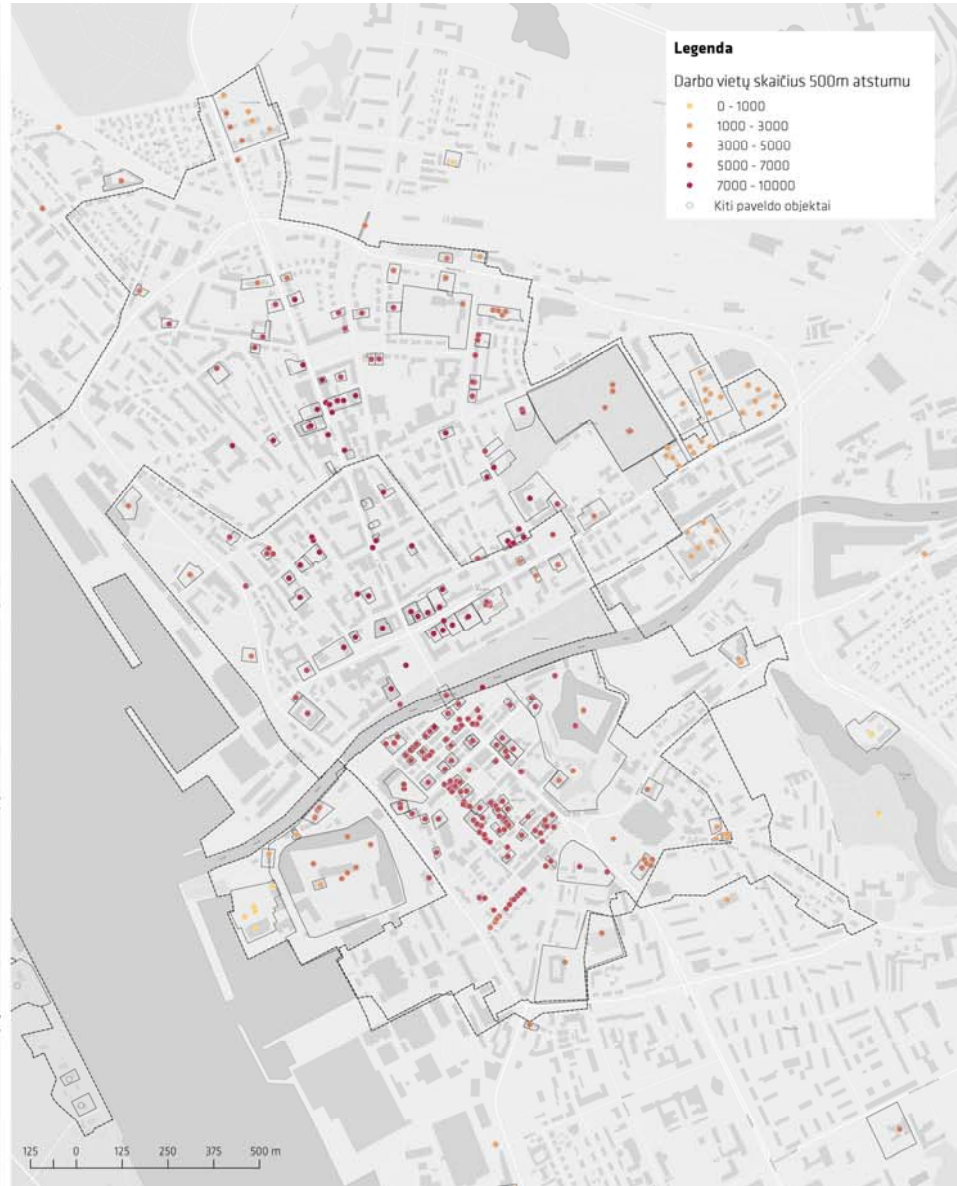 Legenda
Darbo vietų skaičius 500m atstumu
0 - 1000
1000 - 3000
3000 - 5000
5000 - 7000
7000 - 10000
Kiti paveldo objektai
125 0 125 250 375 500 m